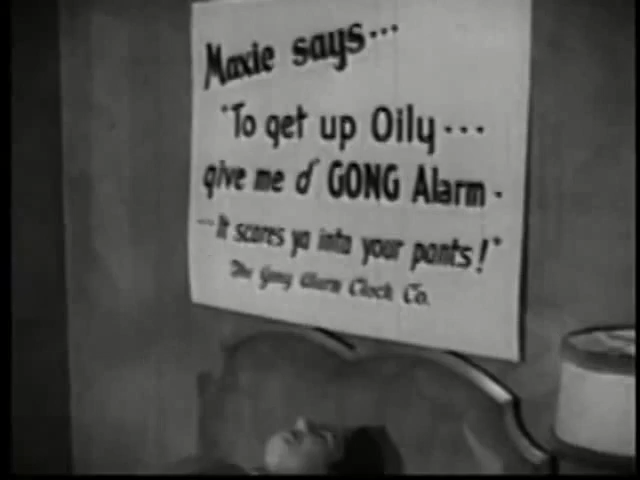 Maxie says...
"To get up Oily...
give me d' GONG Alarm -
-- It scares ya into your pants!"
The Gong Alarm Clock Co.